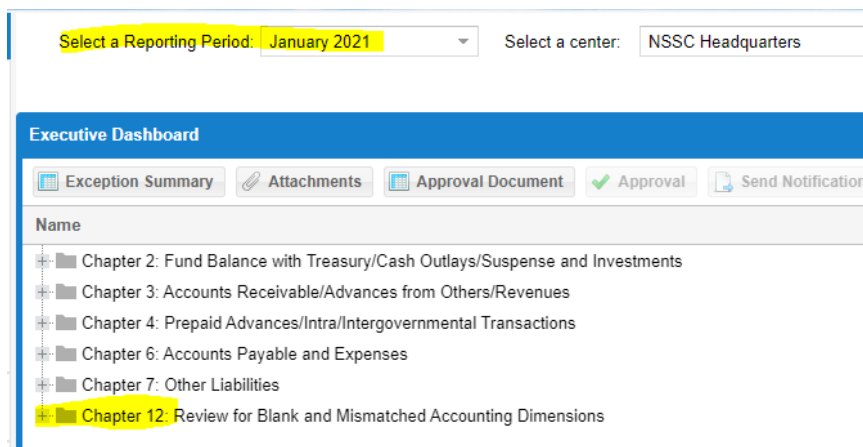 Select a Reporting Period: January 2021 Select a center: NSSC Headquarters
Executive Dashboard
Exception Summary Attachments Approval Document Approval Send Notification
Name
Chapter 2: Fund Balance with Treasury/Cash Outlays/Suspense and Investments
Chapter 3: Accounts Receivable/Advances from Others/Revenues
Chapter 4: Prepaid Advances/Intra/Intergovernmental Transactions
Chapter 6: Accounts Payable and Expenses
Chapter 7: Other Liabilities
Chapter 12: Review for Blank and Mismatched Accounting Dimensions